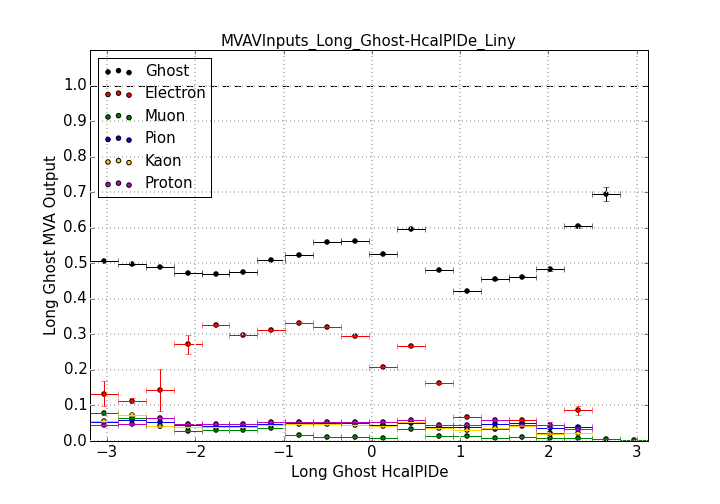 MVAVInputs_Long_Ghost-HcalPIDe_Liny
Long Ghost MVA Output
1.0
0.9
0.8
0.7
0.6
0.5
0.4
0.3
0.2
0.1
0.0
Ghost
Electron
Muon
Pion
Kaon
Proton
−3 −2 −1 0 1 2 3
Long Ghost HcalPIDe